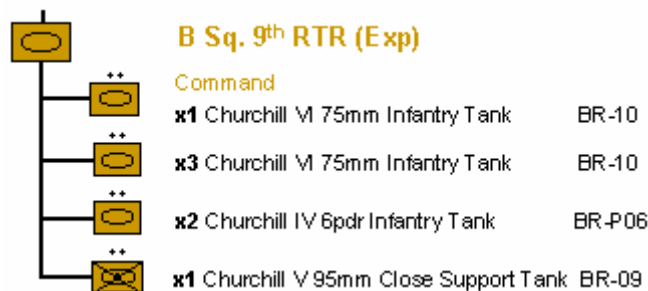 B Sq. 9th RTR (Exp)
Command
x1 Churchill VI 75mm Infantry Tank BR-10
x3 Churchill VI 75mm Infantry Tank BR-10
x2 Churchill IV 6pdr Infantry Tank BR-P06
x1 Churchill V 95mm Close Support Tank BR-09